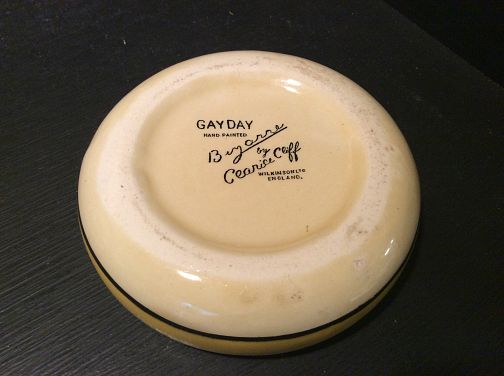 GAYDAY
HAND PAINTED
Bizarre
by
Clarice Cliff
WILKINSON LTD
ENGLAND.